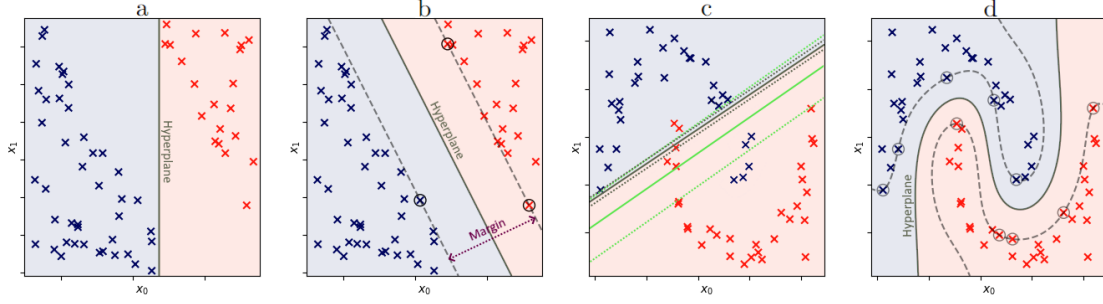 a
b
c
d
x₁
Hyperplane
x₀
x₁
Hyperplane
Margin
x₀
x₁
x₀
x₁
Hyperplane
x₀